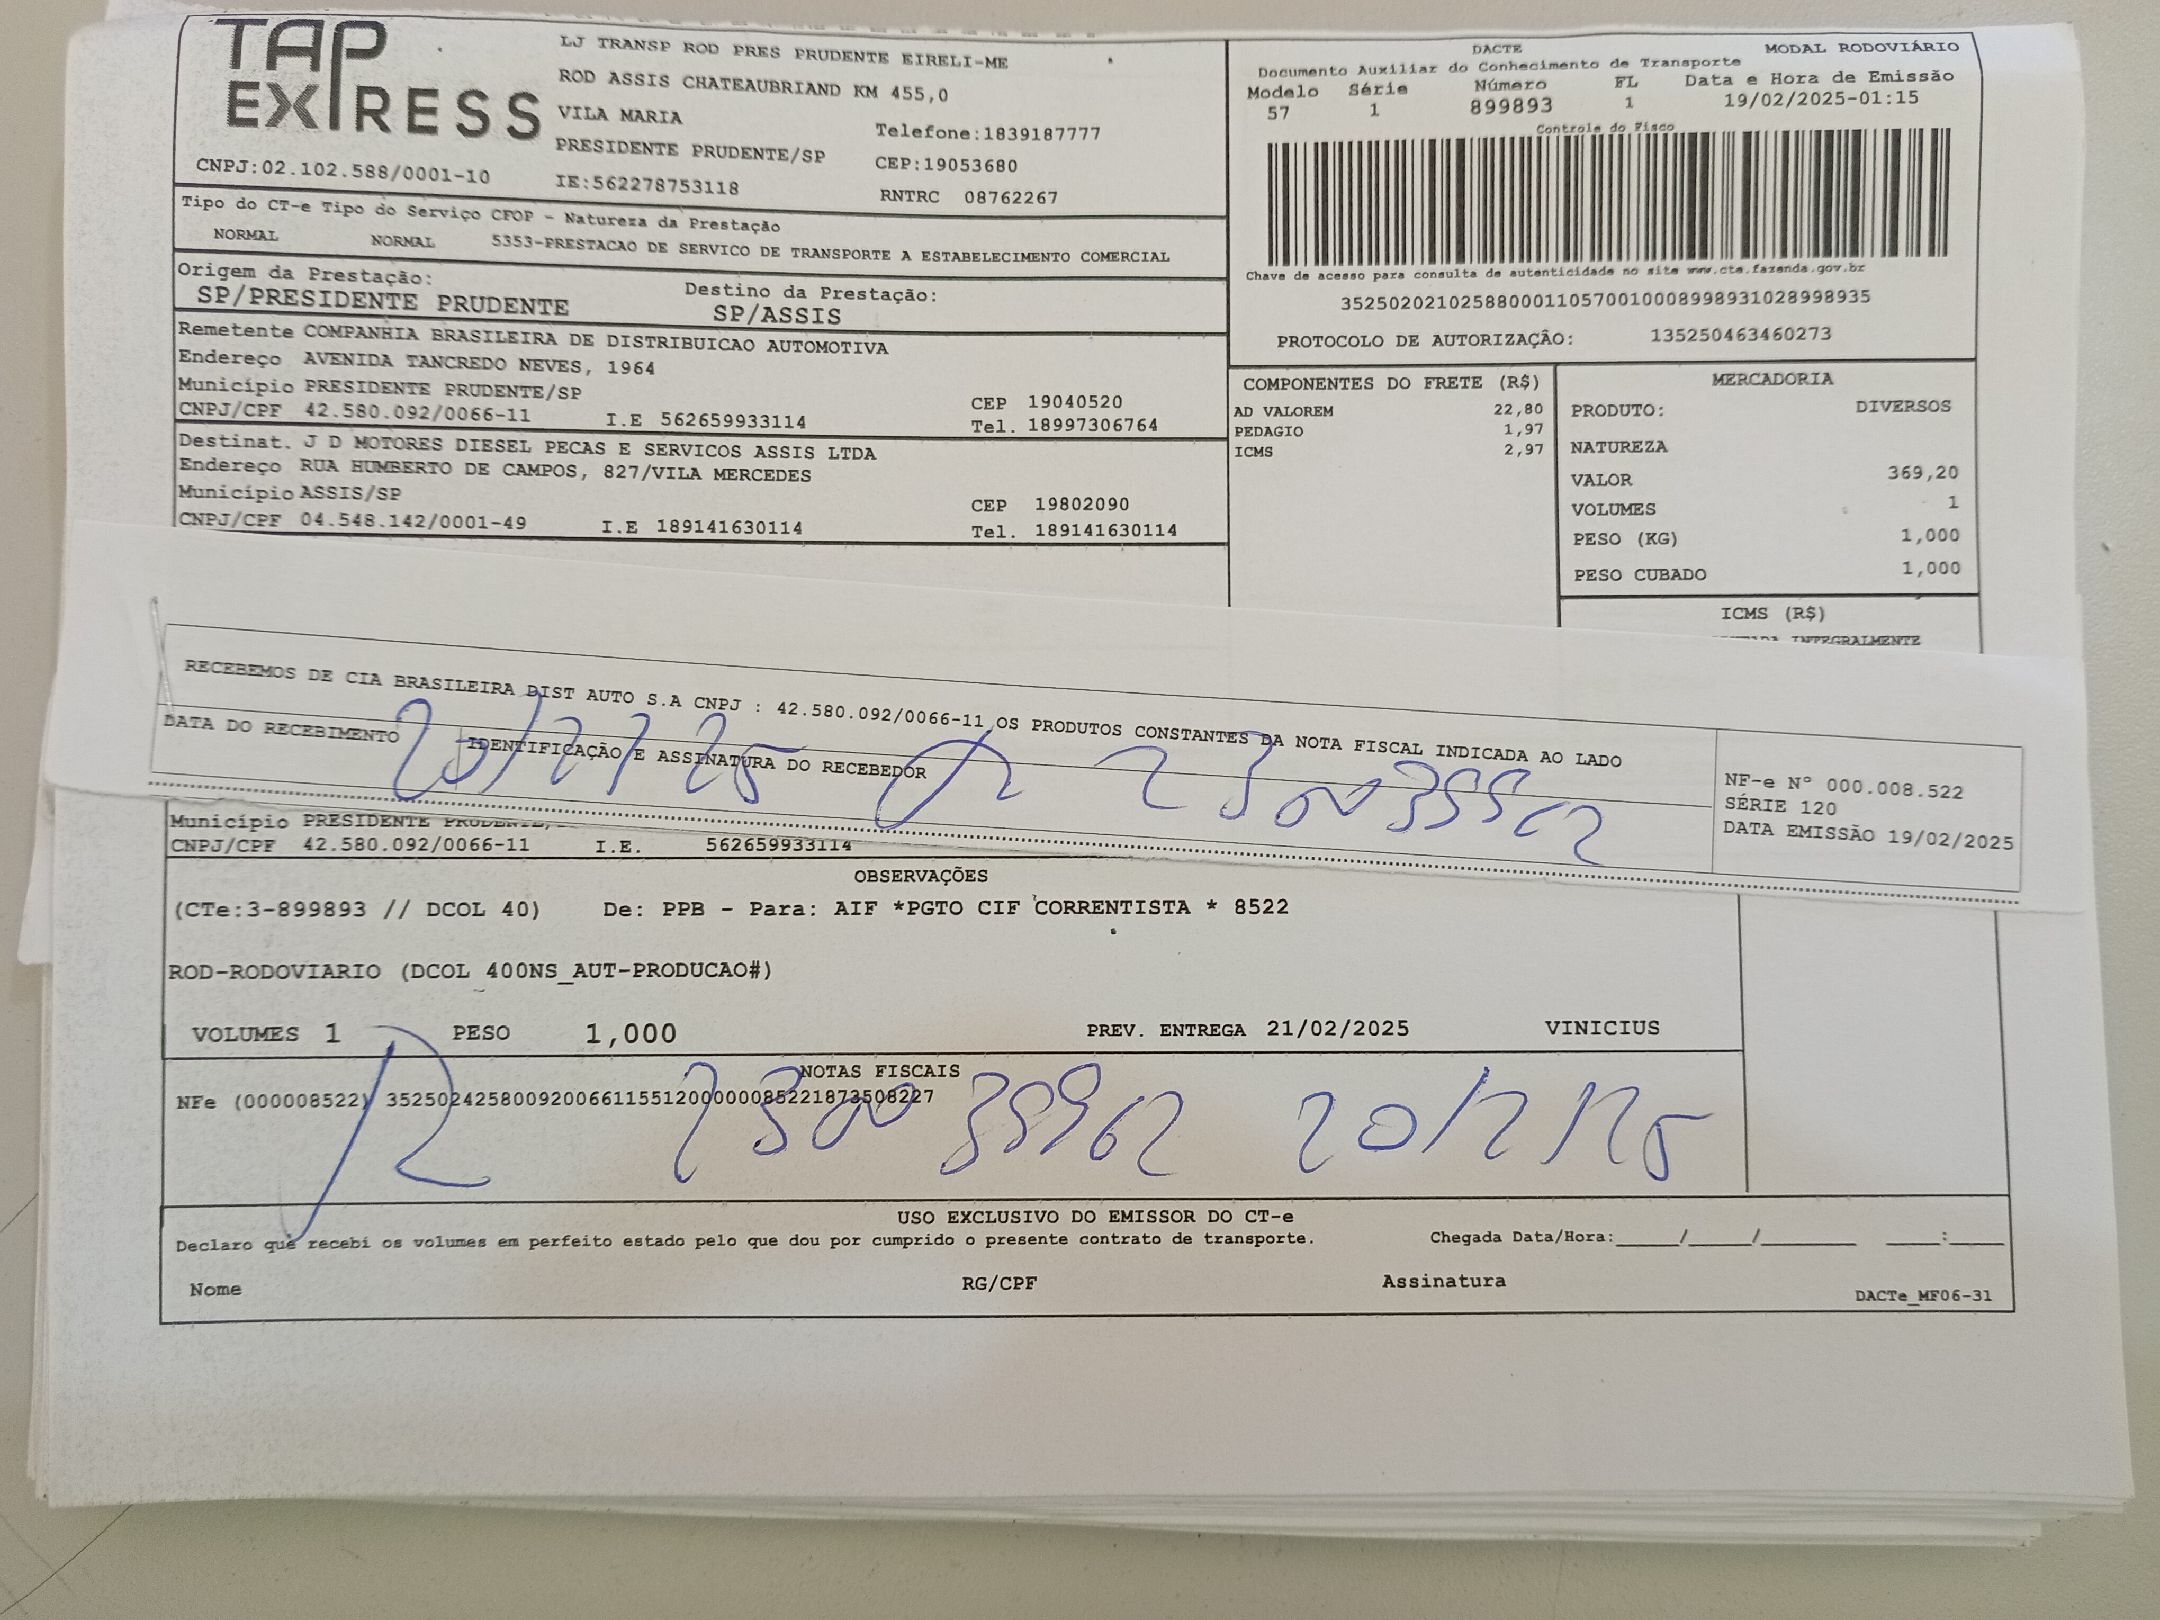 TAP
EXPRESS
LJ TRANSP ROD PRES PRUDENTE EIRELI-ME
ROD ASSIS CHATEAUBRIAND KM 455,0
VILA MARIA
Telefone:1839187777
PRESIDENTE PRUDENTE/SP
CEP:19053680
CNPJ:02.102.588/0001-10
IE:562278753118
RNTRC 08762267
DACTE MODAL RODOVIÁRIO
Documento Auxiliar do Conhecimento de Transporte
Modelo Série Número FL Data e Hora de Emissão
57 1 899893 1 19/02/2025-01:15
Controle do Fisco
Chave de acesso para consulta de autenticidade no site www.cte.fazenda.gov.br
35250202102588000110570010008998931028998935
PROTOCOLO DE AUTORIZAÇÃO: 135250463460273
Tipo do CT-e Tipo do Serviço CFOP - Natureza da Prestação
NORMAL NORMAL 5353-PRESTACAO DE SERVICO DE TRANSPORTE A ESTABELECIMENTO COMERCIAL
Origem da Prestação: Destino da Prestação:
SP/PRESIDENTE PRUDENTE SP/ASSIS
Remetente COMPANHIA BRASILEIRA DE DISTRIBUICAO AUTOMOTIVA
Endereço AVENIDA TANCREDO NEVES, 1964
Município PRESIDENTE PRUDENTE/SP CEP 19040520
CNPJ/CPF 42.580.092/0066-11 I.E 562659933114 Tel. 18997306764
Destinat. J D MOTORES DIESEL PECAS E SERVICOS ASSIS LTDA
Endereço RUA HUMBERTO DE CAMPOS, 827/VILA MERCEDES
Município ASSIS/SP CEP 19802090
CNPJ/CPF 04.548.142/0001-49 I.E 189141630114 Tel. 189141630114
COMPONENTES DO FRETE (R$)
AD VALOREM 22,80
PEDAGIO 1,97
ICMS 2,97
MERCADORIA
PRODUTO: DIVERSOS
NATUREZA
VALOR 369,20
VOLUMES 1
PESO (KG) 1,000
PESO CUBADO 1,000
ICMS (R$)
INTEGRALMENTE
RECEBEMOS DE CIA BRASILEIRA DIST AUTO S.A CNPJ : 42.580.092/0066-11 OS PRODUTOS CONSTANTES DA NOTA FISCAL INDICADA AO LADO
DATA DO RECEBIMENTO IDENTIFICAÇÃO E ASSINATURA DO RECEBEDOR
20/2/25
NF-e N° 000.008.522
SÉRIE 120
DATA EMISSÃO 19/02/2025
Município PRESIDENTE PRUDENTE/
CNPJ/CPF 42.580.092/0066-11 I.E. 562659933114
OBSERVAÇÕES
(CTe:3-899893 // DCOL 40) De: PPB - Para: AIF *PGTO CIF CORRENTISTA * 8522
ROD-RODOVIARIO (DCOL 400NS_AUT-PRODUCAO#)
VOLUMES 1 PESO 1,000 PREV. ENTREGA 21/02/2025 VINICIUS
NOTAS FISCAIS
NFe (000008522) 35250242580092006611551200000085221873508227
20/2/25
USO EXCLUSIVO DO EMISSOR DO CT-e
Declaro que recebi os volumes em perfeito estado pelo que dou por cumprido o presente contrato de transporte. Chegada Data/Hora:_____/_____/________ ____:____
Nome RG/CPF Assinatura
DACTe_MF06-31